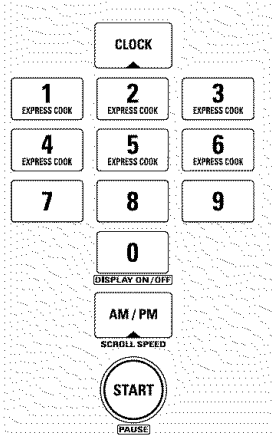 CLOCK
1 2 3
EXPRESS COOK EXPRESS COOK EXPRESS COOK
4 5 6
EXPRESS COOK EXPRESS COOK EXPRESS COOK
7 8 9
0
DISPLAY ON/OFF
AM / PM
SCROLL SPEED
START
PAUSE